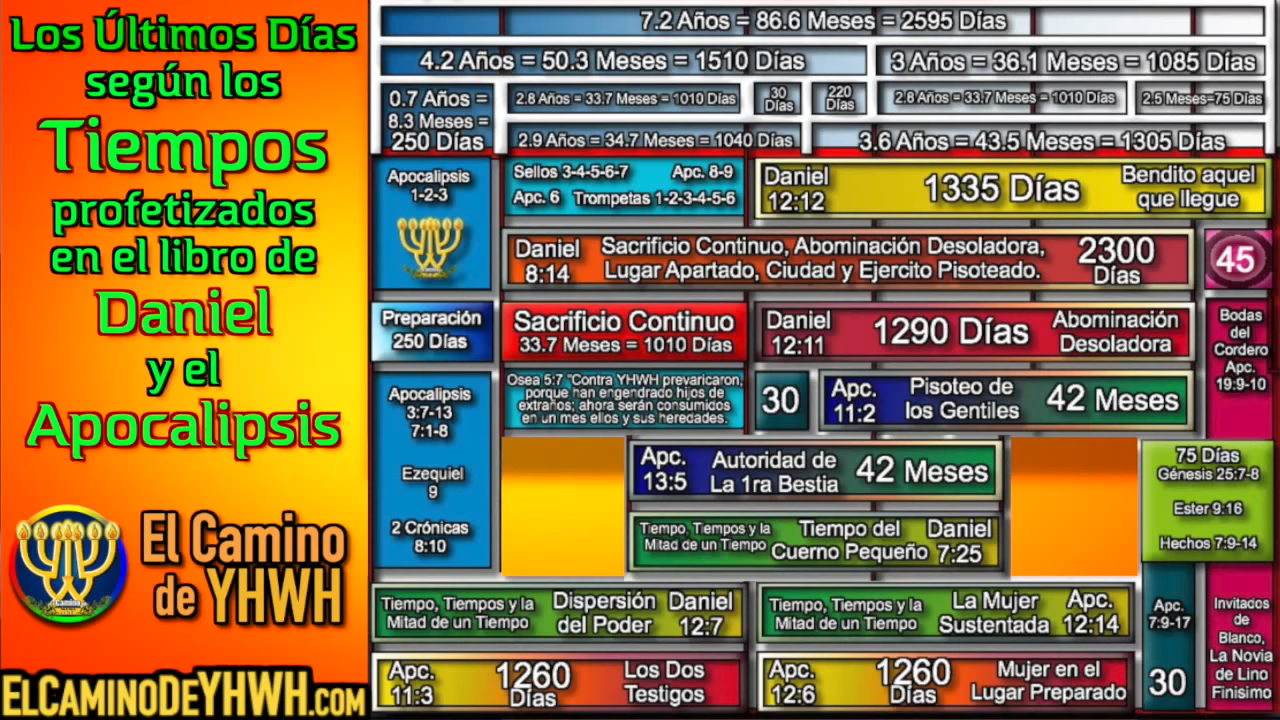 Los Últimos Días
según los
Tiempos
profetizados
en el libro de
Daniel
y el
Apocalipsis
El Camino
de YHWH
Camino
ELCAMINODEYHWH.COM
7.2 Años = 86.6 Meses = 2595 Días
4.2 Años = 50.3 Meses = 1510 Días
3 Años = 36.1 Meses = 1085 Días
0.7 Años =
8.3 Meses =
250 Días
2.8 Años = 33.7 Meses = 1010 Días
30
Días
220
Días
2.8 Años = 33.7 Meses = 1010 Días
2.5 Meses=75 Días
2.9 Años = 34.7 Meses = 1040 Días
3.6 Años = 43.5 Meses = 1305 Días
Apocalipsis
1-2-3
Sellos 3-4-5-6-7 Apc. 8-9
Apc. 6 Trompetas 1-2-3-4-5-6
Daniel
12:12
1335 Días
Bendito aquel
que llegue
Daniel
8:14
Sacrificio Continuo, Abominación Desoladora,
Lugar Apartado, Ciudad y Ejercito Pisoteado.
2300
Días
45
Preparación
250 Días
Sacrificio Continuo
33.7 Meses = 1010 Días
Daniel
12:11
1290 Días
Abominación
Desoladora
Bodas
del
Cordero
Apc.
19:9-10
Apocalipsis
3:7-13
7:1-8
Ezequiel
9
2 Crónicas
8:10
Osea 5:7 "Contra YHWH prevaricaron,
porque han engendrado hijos de
extraños; ahora serán consumidos
en un mes ellos y sus heredades.
30
Apc.
11:2
Pisoteo de
los Gentiles
42 Meses
Apc.
13:5
Autoridad de
La 1ra Bestia
42 Meses
75 Días
Génesis 25:7-8
Ester 9:16
Hechos 7:9-14
Tiempo, Tiempos y la
Mitad de un Tiempo
Tiempo del
Cuerno Pequeño
Daniel
7:25
Tiempo, Tiempos y la
Mitad de un Tiempo
Dispersión
del Poder
Daniel
12:7
Tiempo, Tiempos y la
Mitad de un Tiempo
La Mujer
Sustentada
Apc.
12:14
Apc.
7:9-17
30
Invitados
de
Blanco,
La Novia
de Lino
Finisimo
Apc.
11:3
1260
Días
Los Dos
Testigos
Apc.
12:6
1260
Días
Mujer en el
Lugar Preparado